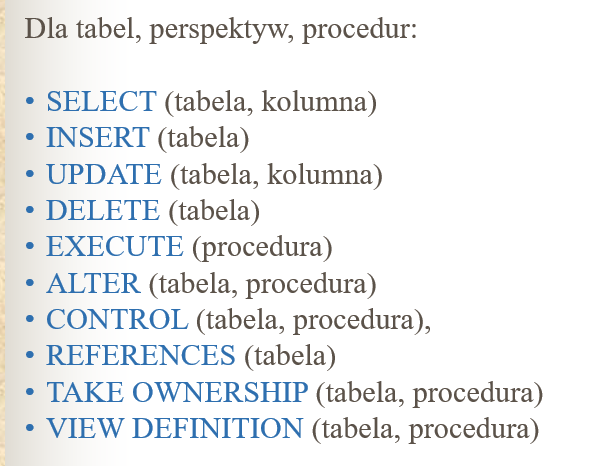 Dla tabel, perspektyw, procedur:
• SELECT (tabela, kolumna)
• INSERT (tabela)
• UPDATE (tabela, kolumna)
• DELETE (tabela)
• EXECUTE (procedura)
• ALTER (tabela, procedura)
• CONTROL (tabela, procedura),
• REFERENCES (tabela)
• TAKE OWNERSHIP (tabela, procedura)
• VIEW DEFINITION (tabela, procedura)